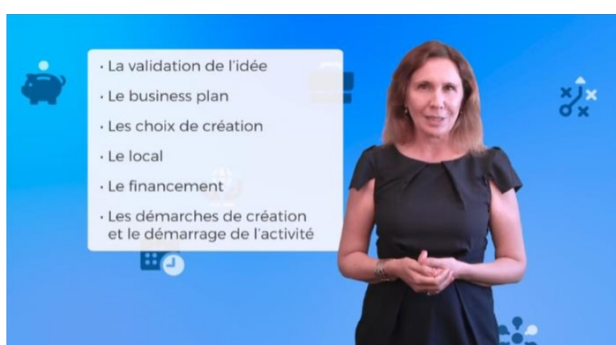 • La validation de l'idée
• Le business plan
• Les choix de création
• Le local
• Le financement
• Les démarches de création
et le démarrage de l'activité